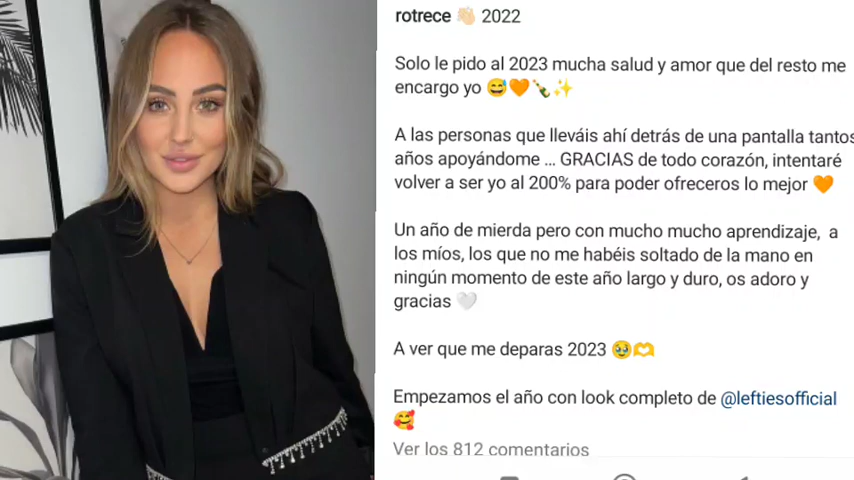 rotrece 👋🏻 2022
Solo le pido al 2023 mucha salud y amor que del resto me
encargo yo 😅🧡🍾✨
A las personas que lleváis ahí detrás de una pantalla tantos
años apoyándome ... GRACIAS de todo corazón, intentaré
volver a ser yo al 200% para poder ofreceros lo mejor 🧡
Un año de mierda pero con mucho mucho aprendizaje, a
los míos, los que no me habéis soltado de la mano en
ningún momento de este año largo y duro, os adoro y
gracias 🤍
A ver que me deparas 2023 🥹🫶
Empezamos el año con look completo de @leftiesofficial
🥰
Ver los 812 comentarios